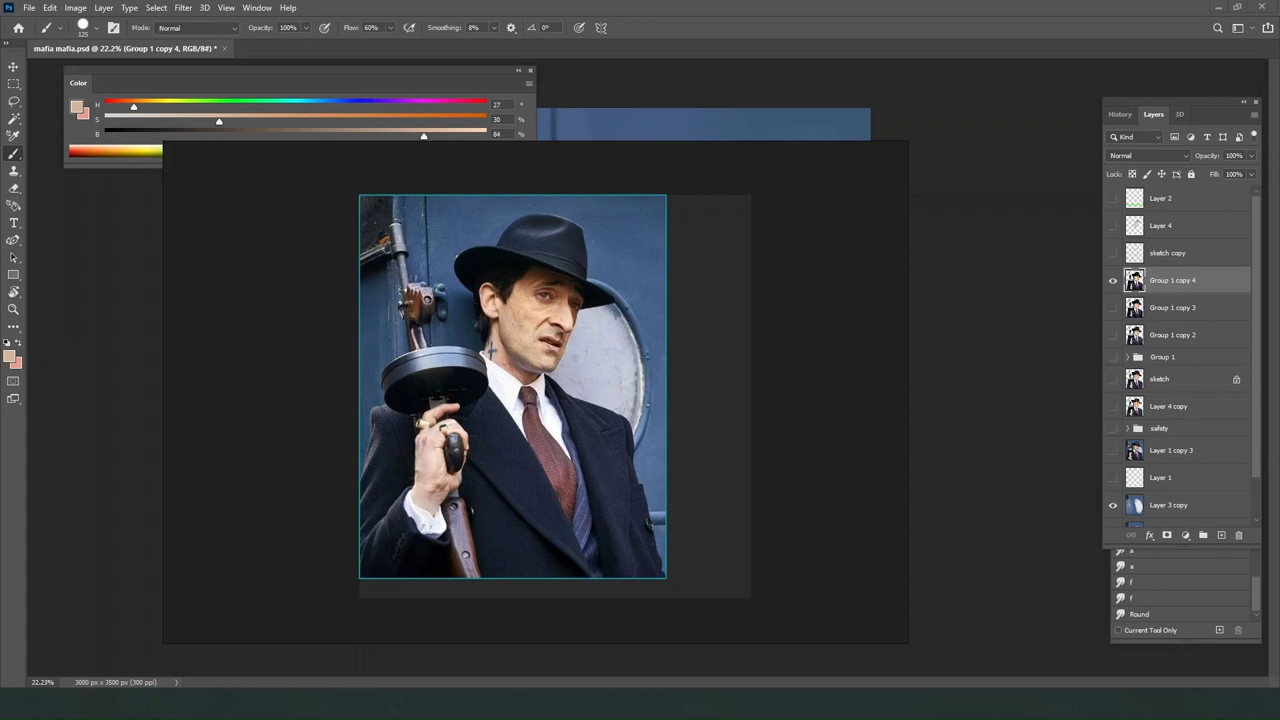 Ps File Edit Image Layer Type Select Filter 3D View Window Help
125 Mode: Normal Opacity: 100% Flow: 60% Smoothing: 8% 0°
mafia mafia.psd @ 22.2% (Group 1 copy 4, RGB/8#) * ×
Color
H 27 °
S 30 %
B 84 %
History Layers 3D
Kind
Normal Opacity: 100%
Lock: Fill: 100%
Layer 2
Layer 4
sketch copy
Group 1 copy 4
Group 1 copy 3
Group 1 copy 2
Group 1
sketch
Layer 4 copy
safety
Layer 1 copy 3
Layer 1
Layer 3 copy
fx
a
a
f
f
Round
Current Tool Only
22.23% 3000 px x 3500 px (300 ppi)